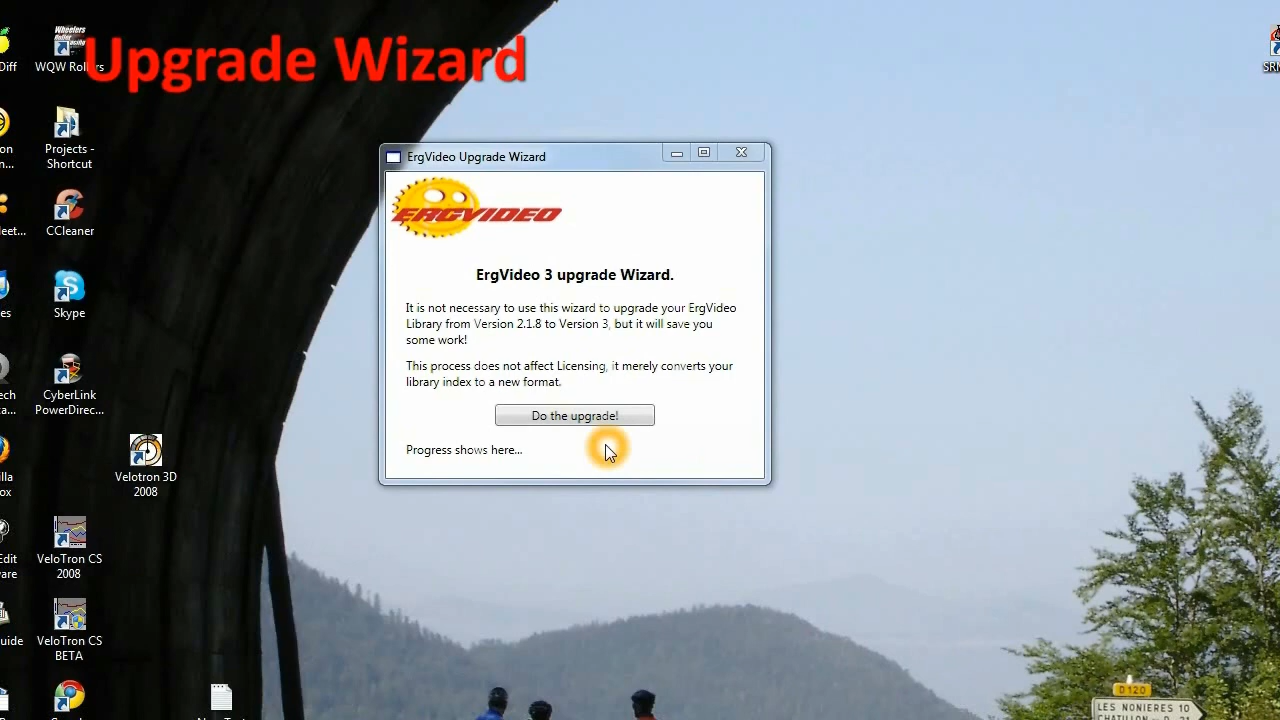 Upgrade Wizard
Diff
WQW Rollers
SRM
ErgVideo Upgrade Wizard
ERGVIDEO
ErgVideo 3 upgrade Wizard.
It is not necessary to use this wizard to upgrade your ErgVideo
Library from Version 2.1.8 to Version 3, but it will save you
some work!
This process does not affect Licensing, it merely converts your
library index to a new format.
Do the upgrade!
Progress shows here...
Projects -
Shortcut
CCleaner
Skype
CyberLink
PowerDirec...
Velotron 3D
2008
VeloTron CS
2008
VeloTron CS
BETA
D 120
LES NONIERES 10